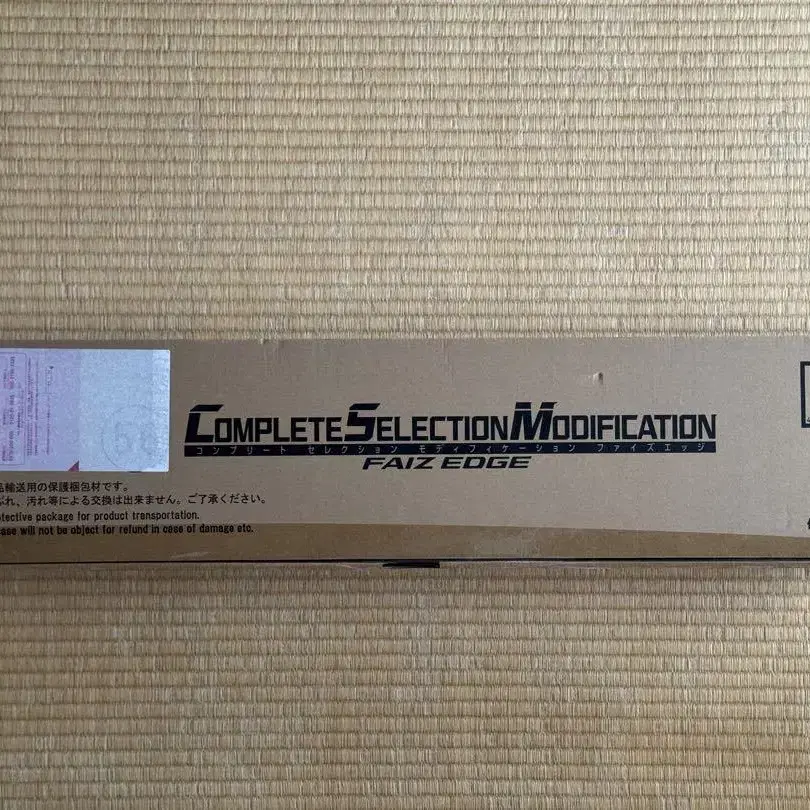 COMPLETE SELECTION MODIFICATION
コンプリート セレクション モディフィケーション ファイズエッジ
FAIZ EDGE
品輸送用の保護梱包材です。
ぶれ、汚れ等による交換は出来ません。ご了承ください。
tective package for product transportation.
ase will not be object for refund in case of damage etc.